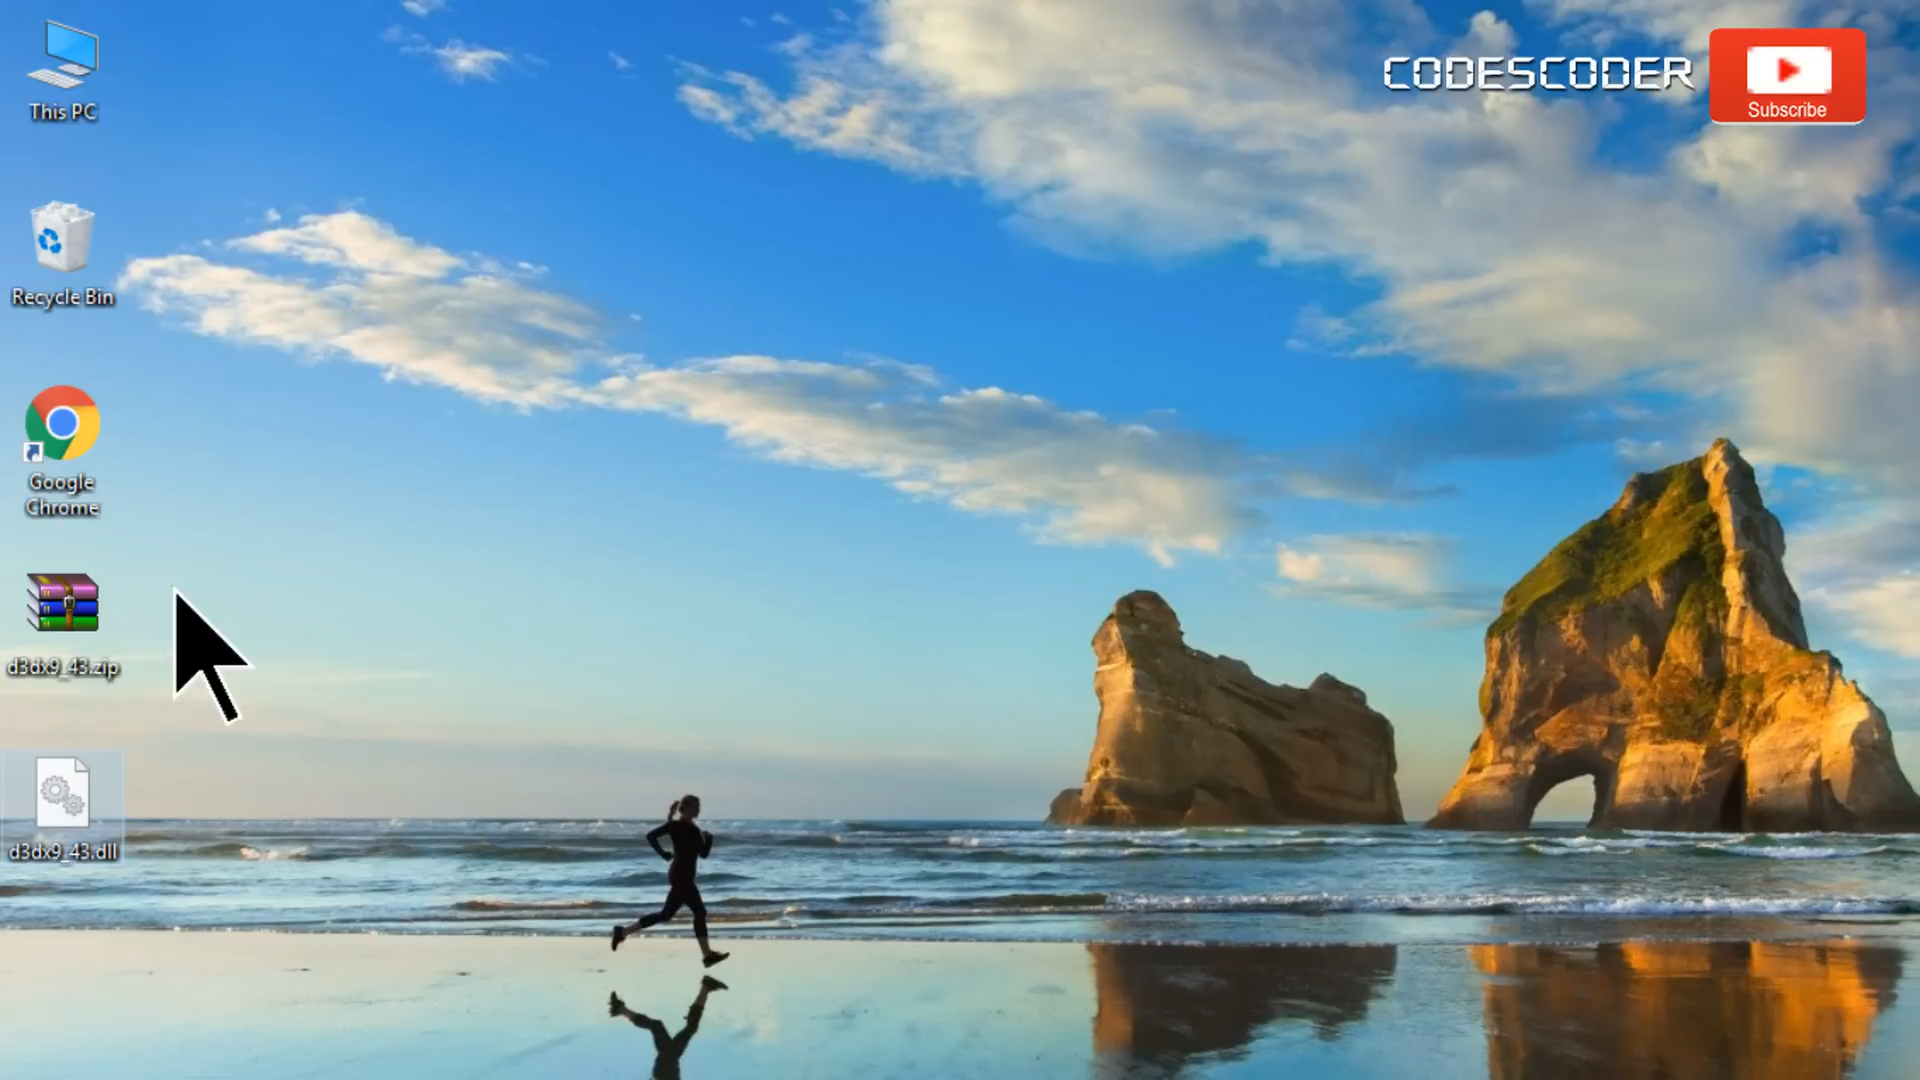 This PC
Recycle Bin
Google
Chrome
d3dx9_43.zip
d3dx9_43.dll
CODESCODER
Subscribe